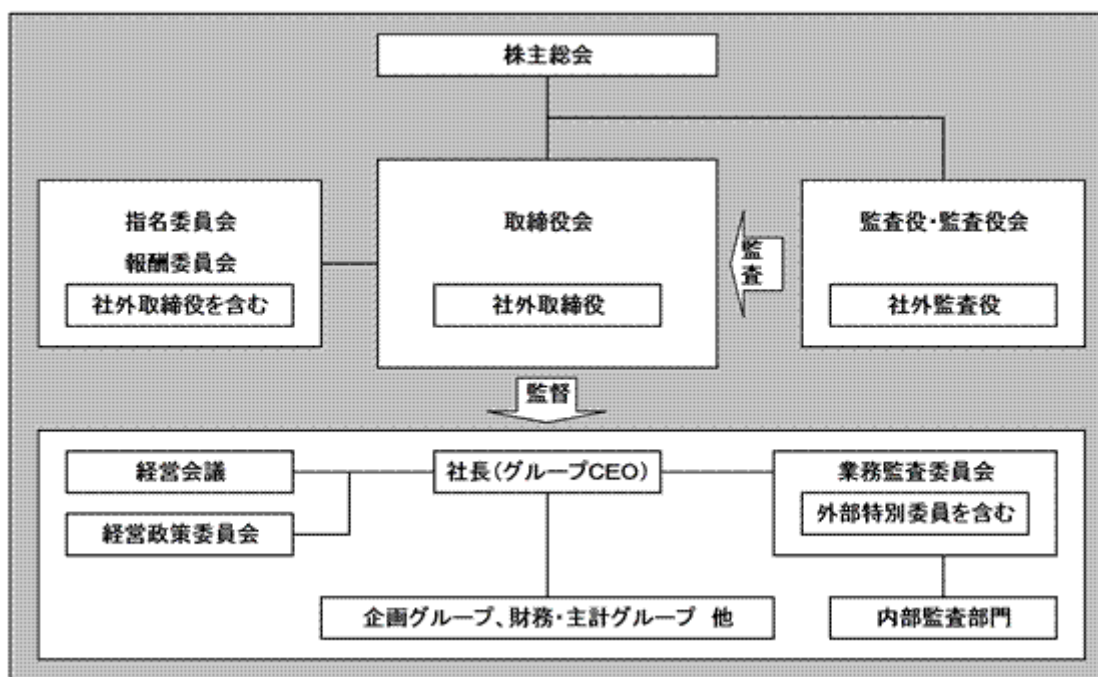 株主総会
指名委員会
報酬委員会
社外取締役を含む
取締役会
社外取締役
監査
監査役・監査役会
社外監査役
監督
経営会議
経営政策委員会
社長(グループCEO)
業務監査委員会
外部特別委員を含む
企画グループ、財務・主計グループ 他
内部監査部門